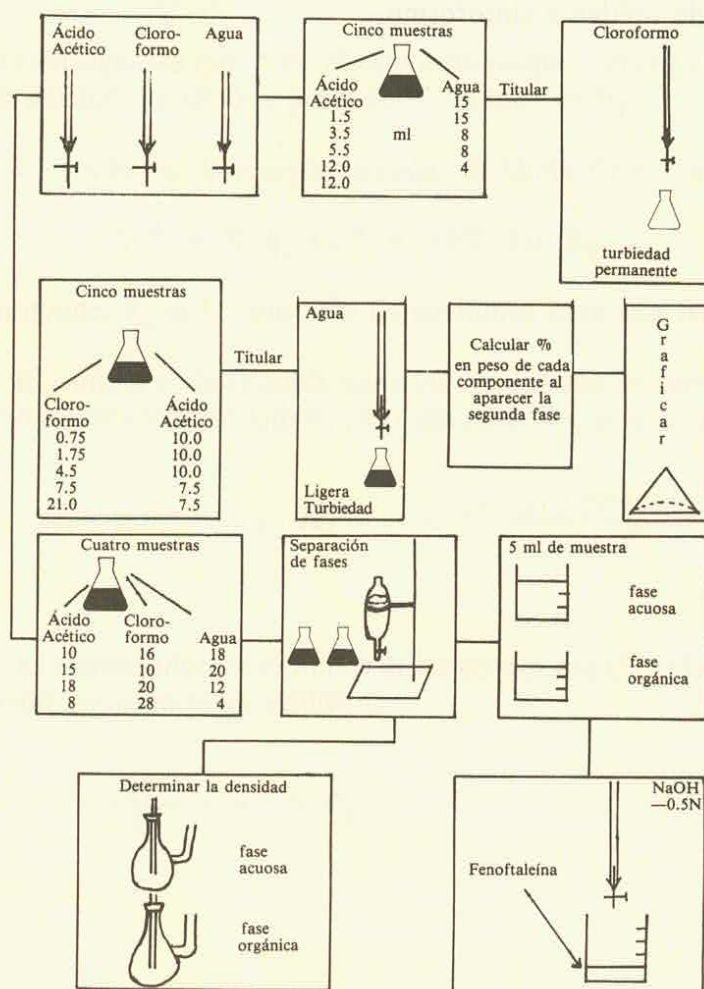 Ácido
Acético
Cloro-
formo
Agua
Cinco muestras
Ácido
Acético
1.5
3.5
5.5
12.0
12.0
ml
Agua
15
15
8
8
4
Titular
Cloroformo
turbiedad
permanente
Cinco muestras
Cloro-
formo
0.75
1.75
4.5
7.5
21.0
Ácido
Acético
10.0
10.0
10.0
7.5
7.5
Titular
Agua
Ligera
Turbiedad
Calcular %
en peso de cada
componente al
aparecer la
segunda fase
G
r
a
f
i
c
a
r
Cuatro muestras
Ácido
Acético
10
15
18
8
Cloro-
formo
16
10
20
28
Agua
18
20
12
4
Separación
de fases
5 ml de muestra
fase
acuosa
fase
orgánica
Determinar la densidad
fase
acuosa
fase
orgánica
NaOH
—0.5N
Fenoftaleína